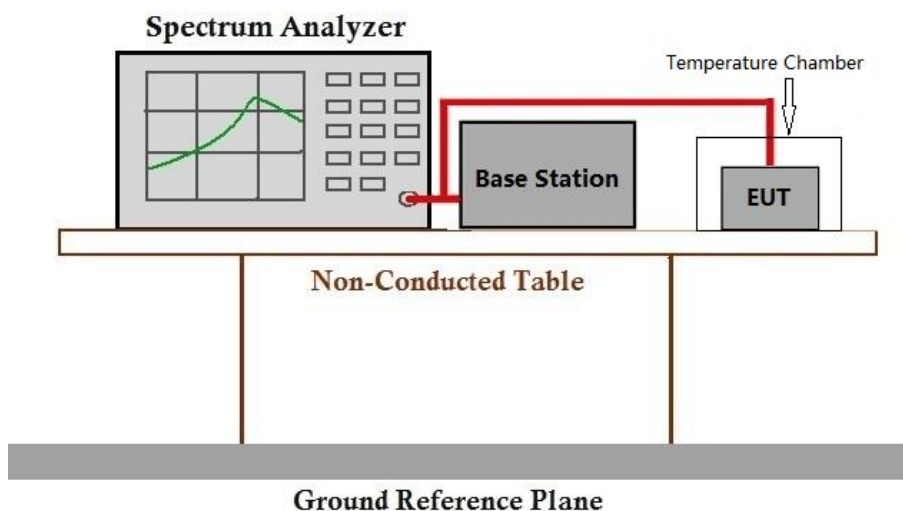 Spectrum Analyzer
Temperature Chamber
Base Station
EUT
Non-Conducted Table
Ground Reference Plane